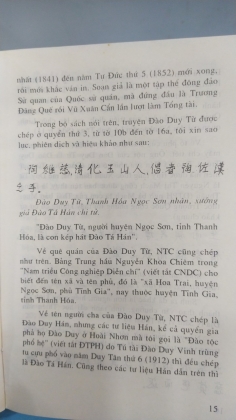 nhất (1841) đến năm Tự Đức thứ 5 (1852) mới xong,
rồi mới khắc ván in. Soạn giả là một tập thể đông đảo
Sử quan của Quốc sử quán, mà đứng đầu là Trương
Đăng Quế rồi Vũ Xuân Cẩn lần lượt làm Tổng tài.
Trong bộ sách nói trên, truyện Đào Duy Từ được
chép ở quyển thứ 3, từ tờ 10b đến tờ 16a, tôi xin sao
lục, phiên dịch và hiệu khảo như sau:
陶維慈清化玉山人,倡者陶佐漢
之子.
Đào Duy Từ, Thanh Hóa Ngọc Sơn nhân, xướng
giả Đào Tá Hán chi tử.
"Đào Duy Từ, người huyện Ngọc Sơn, tỉnh Thanh
Hóa, là con kép hát Đào Tá Hán".
Về quê quán của Đào Duy Từ, NTC cũng chép
như trên. Bảng Trung hầu Nguyễn Khoa Chiêm trong
"Nam triều Công nghiệp Diễn chí" (viết tắt CNDC) cho
biết đến tên xã và tên phủ, đó là "xã Hoa Trai, huyện
Ngọc Sơn, phủ Tĩnh Gia", nay thuộc huyện Tĩnh Gia,
tỉnh Thanh Hóa.
Về tên người cha của Đào Duy Từ, NTC chép là
Đào Duy Hán, nhưng các tư liệu Hán, kể cả quyển gia
phả họ Đào Duy ở Hoài Nhơn mà tôi gọi là "Đào tộc
phổ hệ" (viết tắt ĐTPH) do Tú tài Đào Duy Vinh trùng
tu cựu phổ vào năm Duy Tân thứ 6 (1912) thì đều chép
là Đào Tá Hán. Cũng theo các tư liệu Hán dẫn trên thì
15